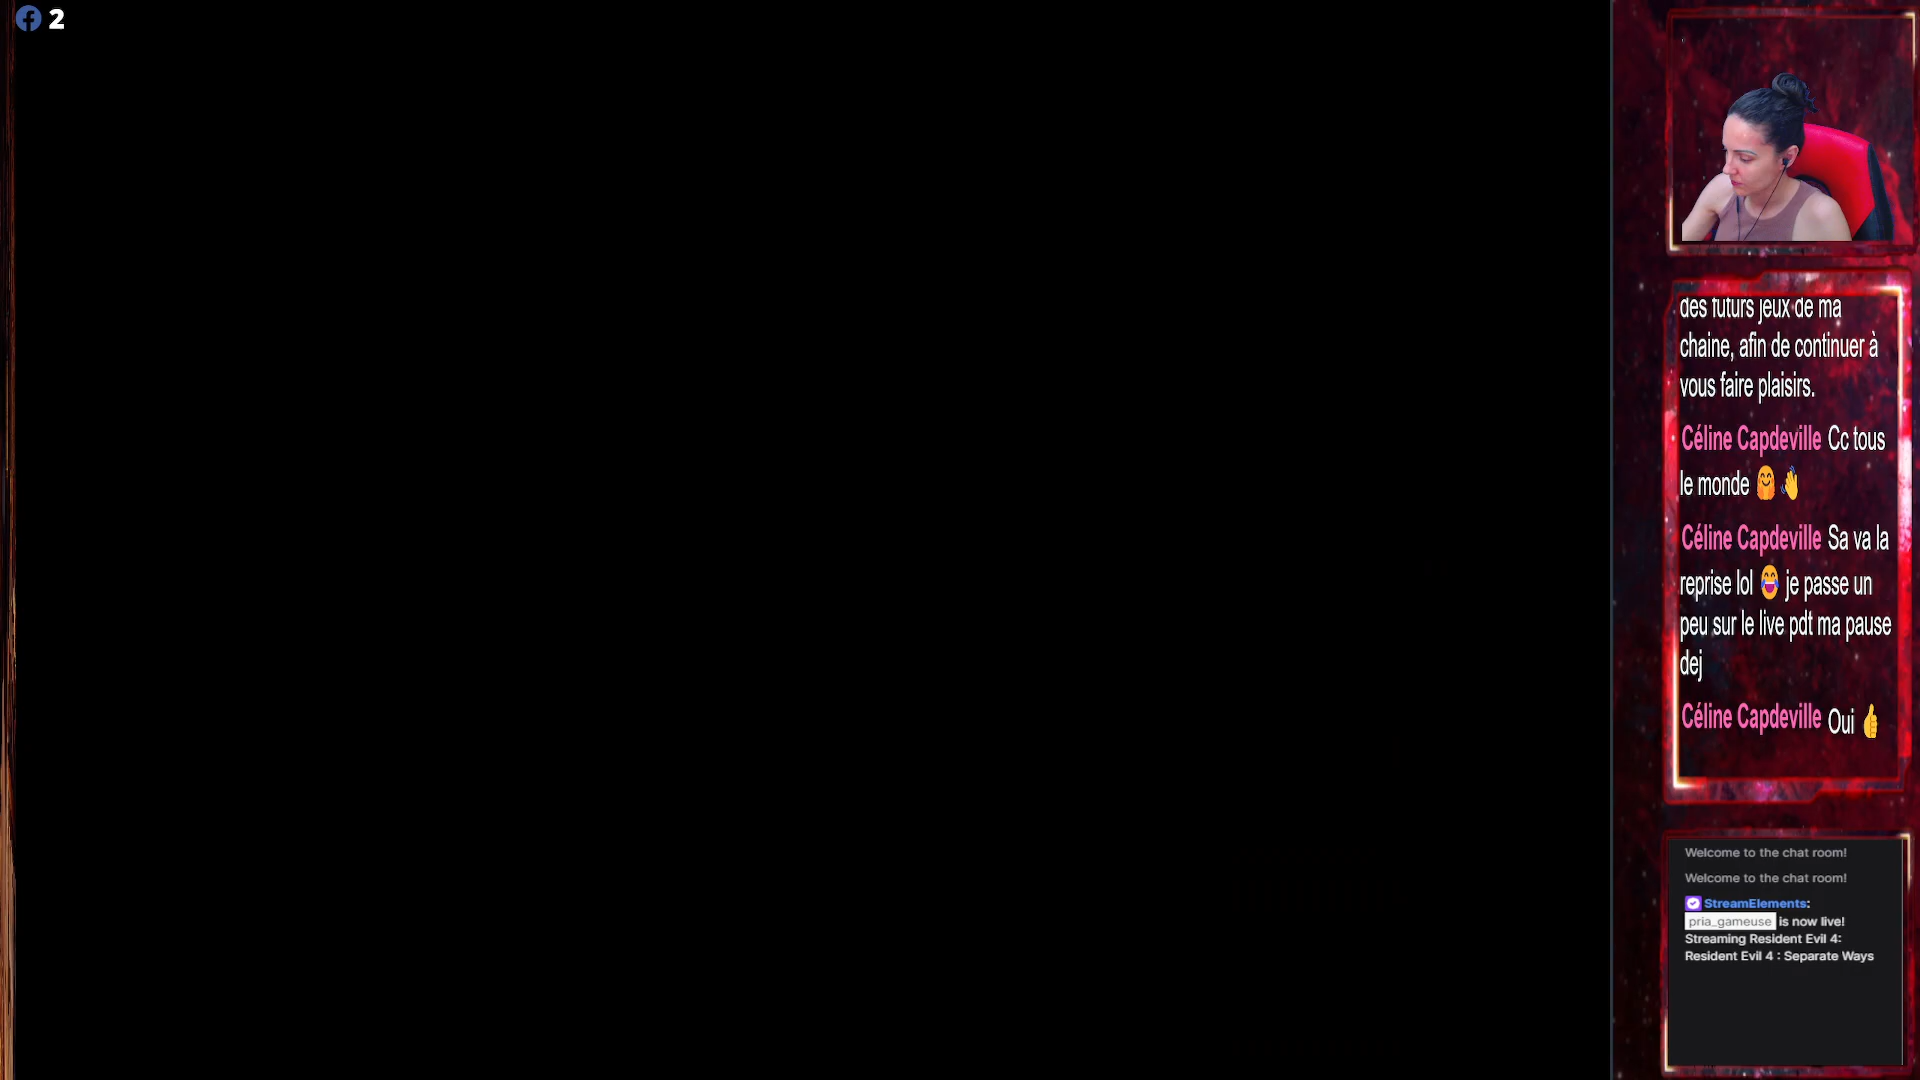 2
des futurs jeux de ma
chaine, afin de continuer à
vous faire plaisirs.
Céline Capdeville Cc tous
le monde 🤗 👋
Céline Capdeville Sa va la
reprise lol 😂 je passe un
peu sur le live pdt ma pause
dej
Céline Capdeville Oui 👍
Welcome to the chat room!
Welcome to the chat room!
StreamElements:
pria_gameuse is now live!
Streaming Resident Evil 4:
Resident Evil 4 : Separate Ways